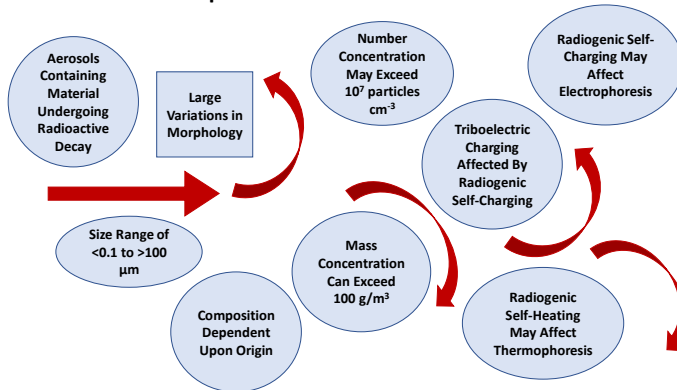 Aerosols
Containing
Material
Undergoing
Radioactive
Decay
Large
Variations in
Morphology
Number
Concentration
May Exceed
10⁷ particles
cm⁻³
Radiogenic Self-
Charging May
Affect
Electrophoresis
Triboelectric
Charging
Affected By
Radiogenic
Self-Charging
Size Range of
<0.1 to >100
µm
Mass
Concentration
Can Exceed
100 g/m³
Composition
Dependent
Upon Origin
Radiogenic
Self-Heating
May Affect
Thermophoresis